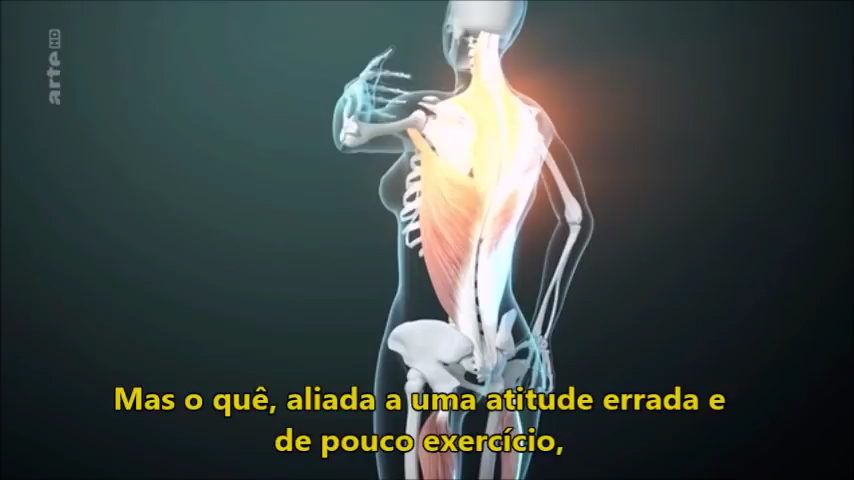 arte HD
Mas o quê, aliada a uma atitude errada e
de pouco exercício,